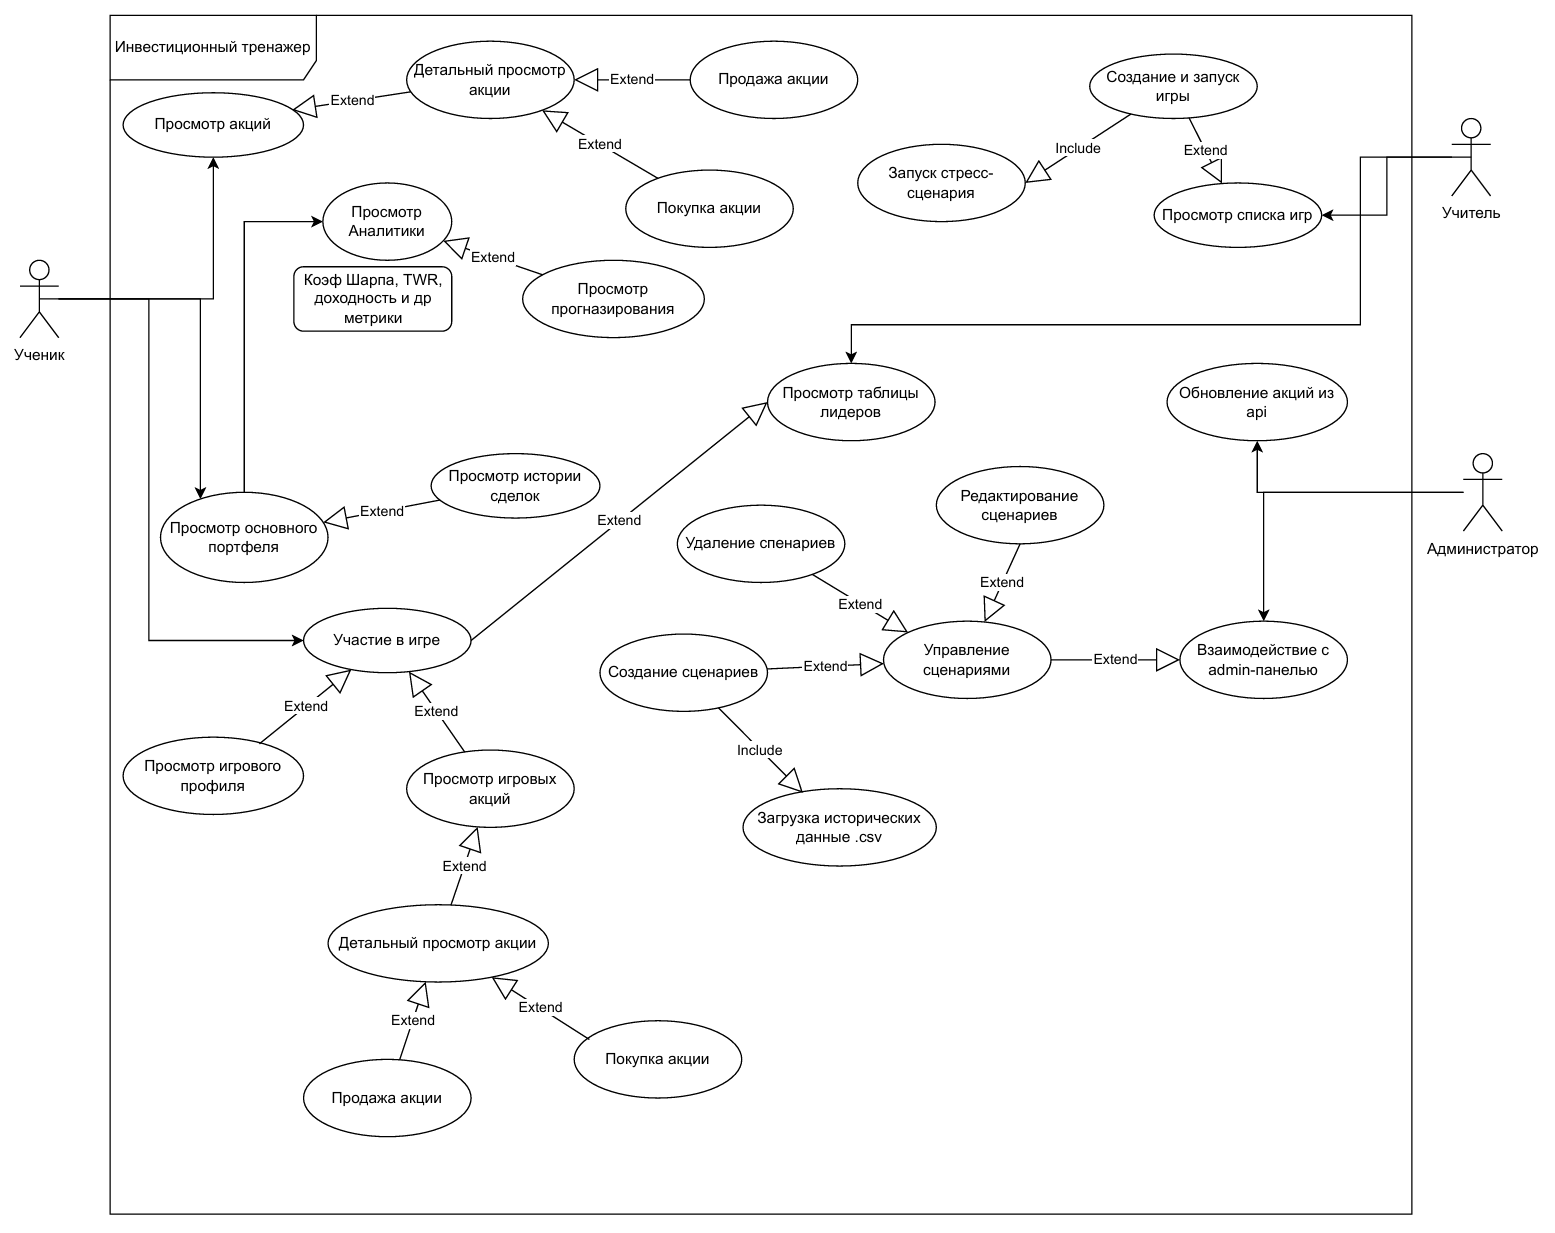 Инвестиционный тренажер
Детальный просмотр
акции
Extend
Продажа акции
Extend
Просмотр акций
Extend
Покупка акции
Создание и запуск
игры
Include
Extend
Запуск стресс-
сценария
Просмотр списка игр
Учитель
Просмотр
Аналитики
Extend
Коэф Шарпа, TWR,
доходность и др
метрики
Просмотр
прогназирования
Ученик
Просмотр таблицы
лидеров
Обновление акций из
api
Просмотр истории
сделок
Extend
Просмотр основного
портфеля
Extend
Редактирование
сценариев
Удаление спенариев
Администратор
Extend
Extend
Участие в игре
Создание сценариев
Extend
Управление
сценариями
Extend
Взаимодействие с
admin-панелью
Extend
Extend
Include
Просмотр игрового
профиля
Просмотр игровых
акций
Загрузка исторических
данные .csv
Extend
Детальный просмотр акции
Extend
Extend
Продажа акции
Покупка акции